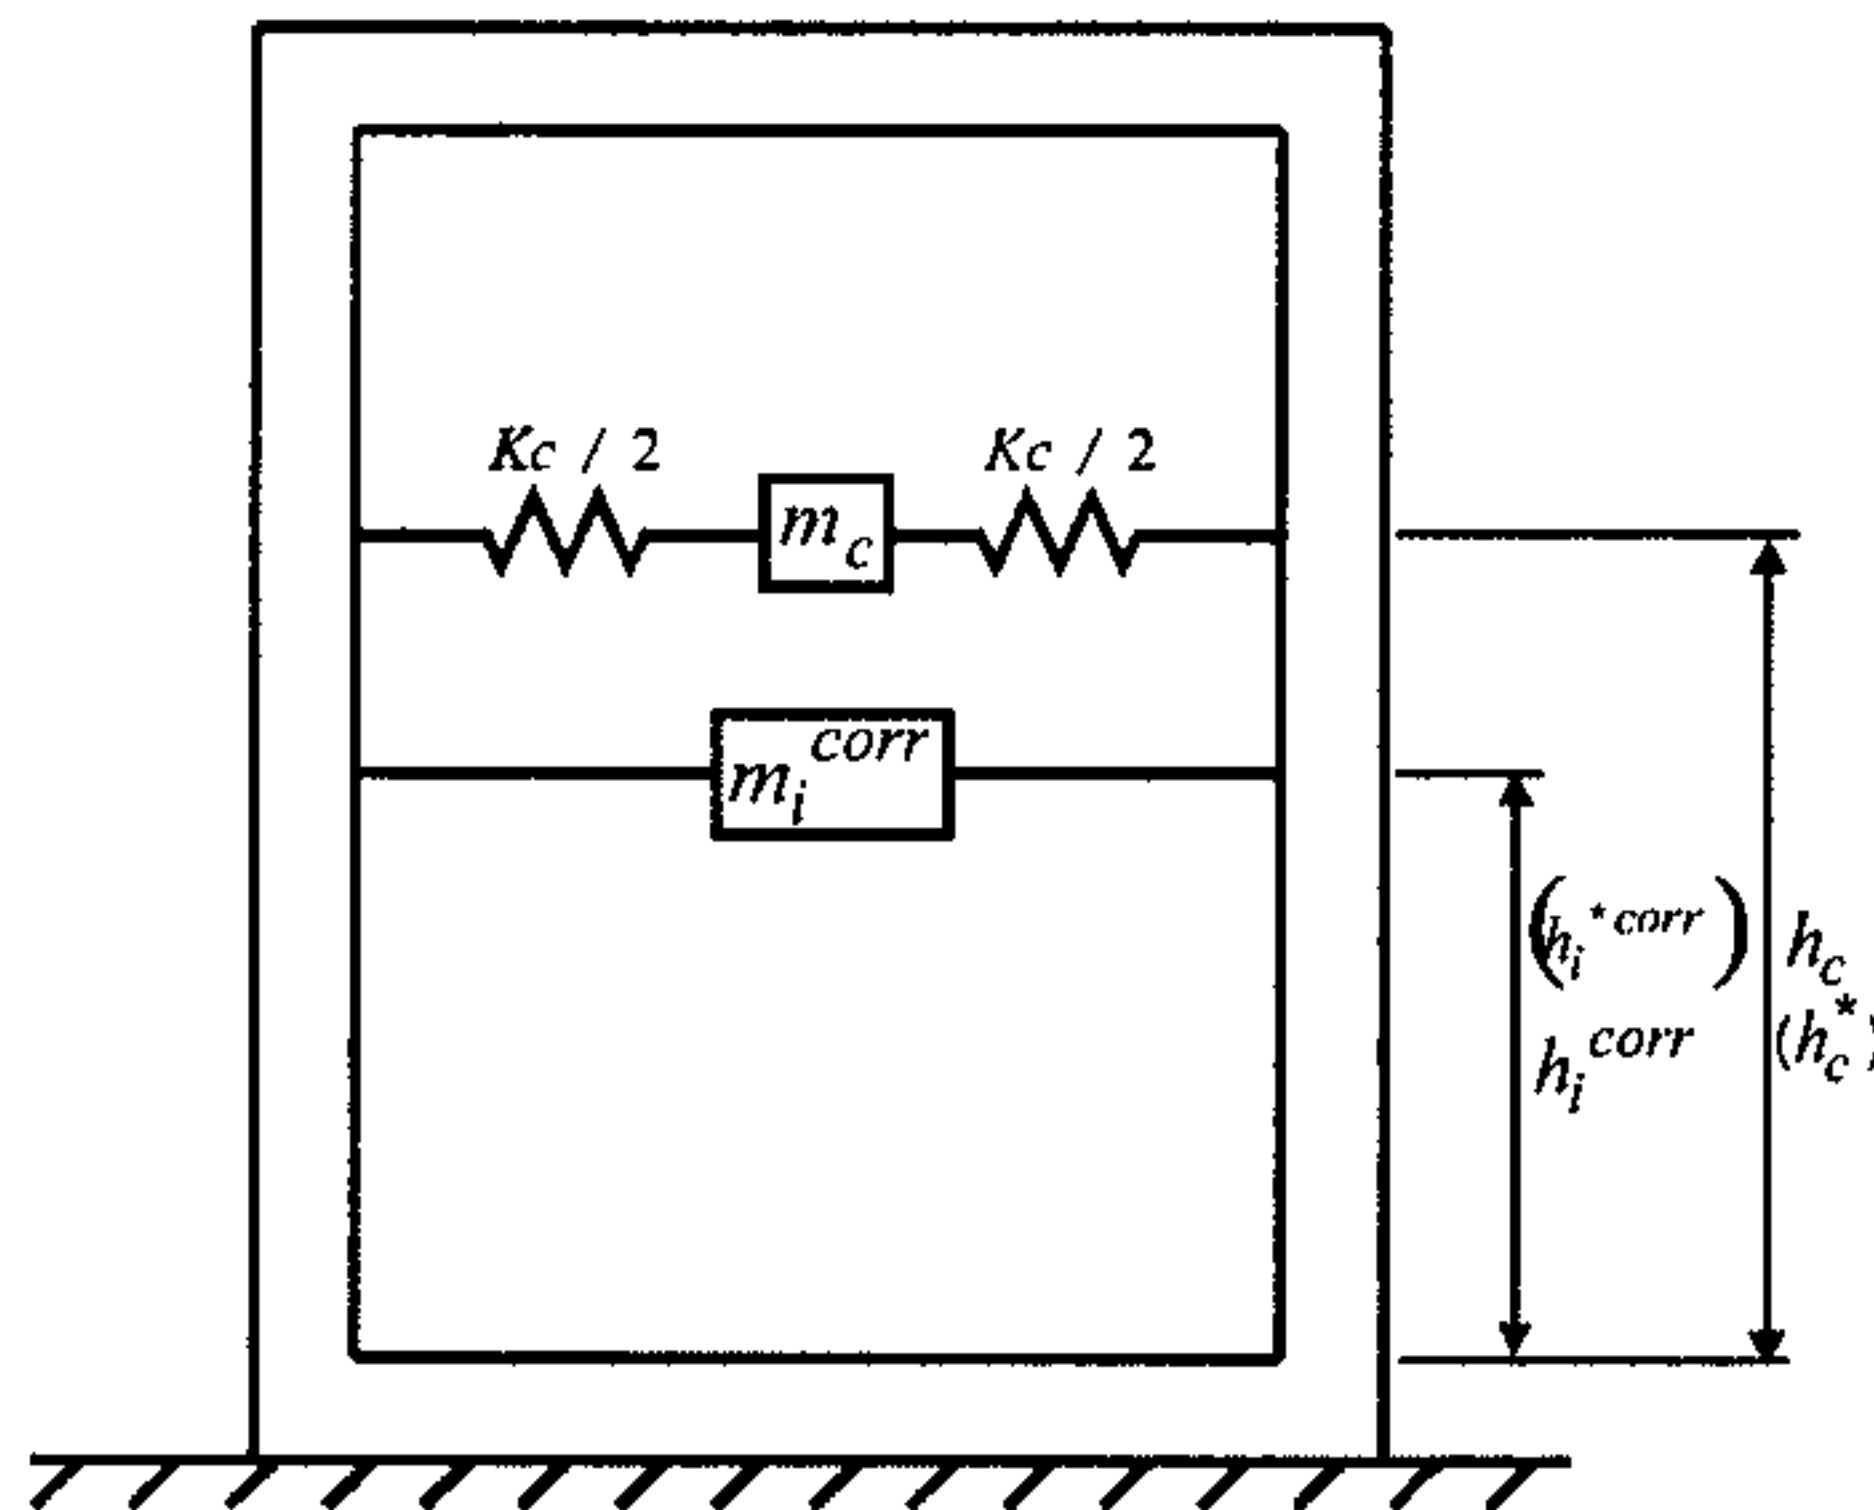 Kc / 2 Kc / 2
m_c
m_i^corr
(h_i^*corr) h_c
h_i^corr (h_c^*)